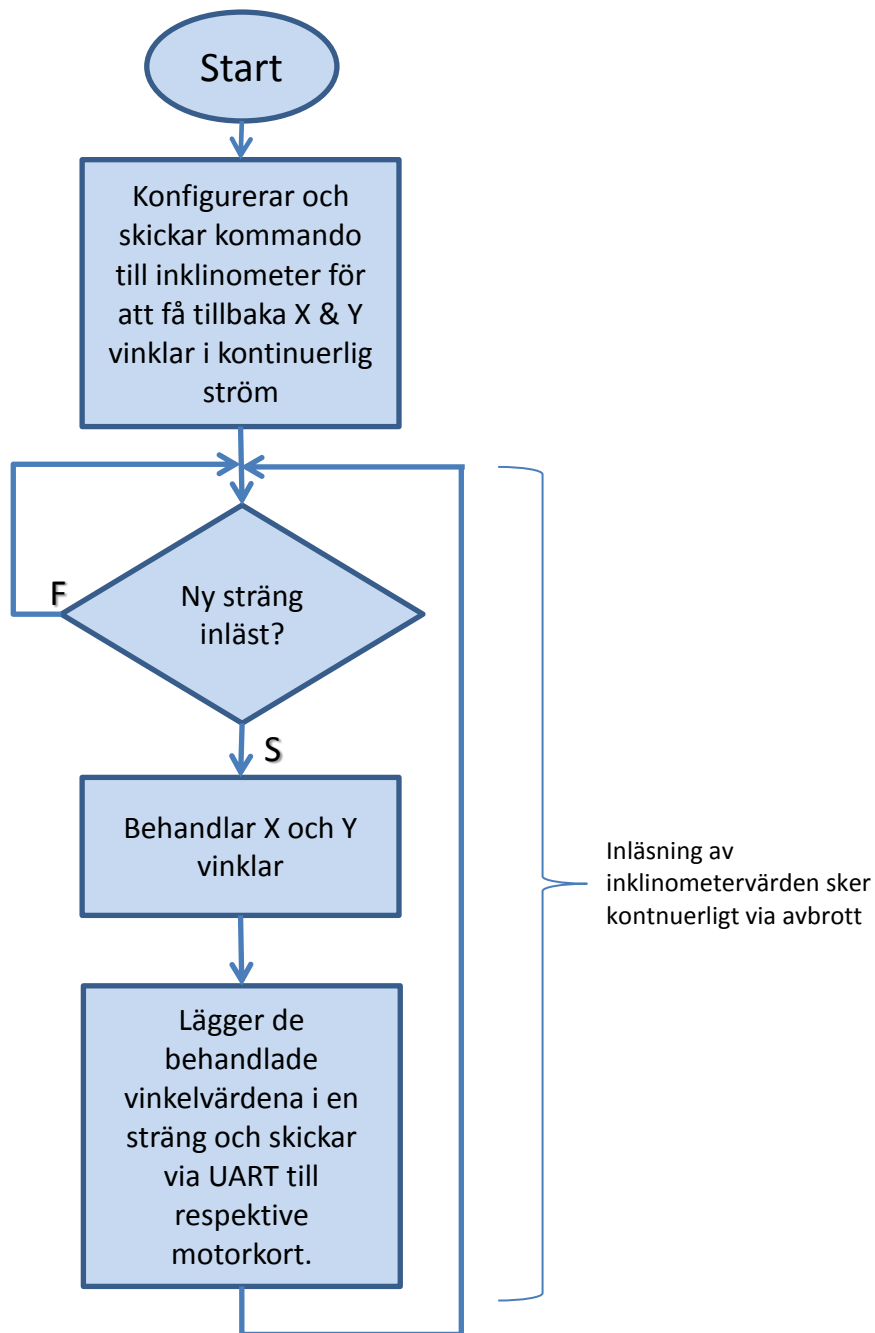 Start
Konfigurerar och
skickar kommando
till inklinometer för
att få tillbaka X & Y
vinklar i kontinuerlig
ström
F
Ny sträng
inläst?
S
Behandlar X och Y
vinklar
Inläsning av
inklinometervärden sker
kontnuerligt via avbrott
Lägger de
behandlade
vinkelvärdena i en
sträng och skickar
via UART till
respektive
motorkort.